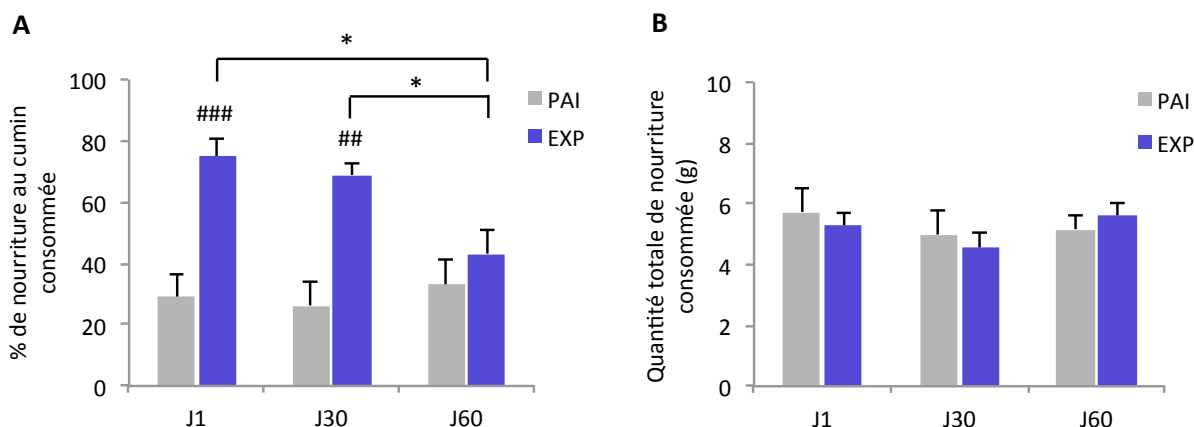 A
% de nourriture au cumin
consommée
100
80
60
40
20
0
*
*
###
##
PAI
EXP
J1
J30
J60
B
Quantité totale de nourriture
consommée (g)
10
8
6
4
2
0
PAI
EXP
J1
J30
J60